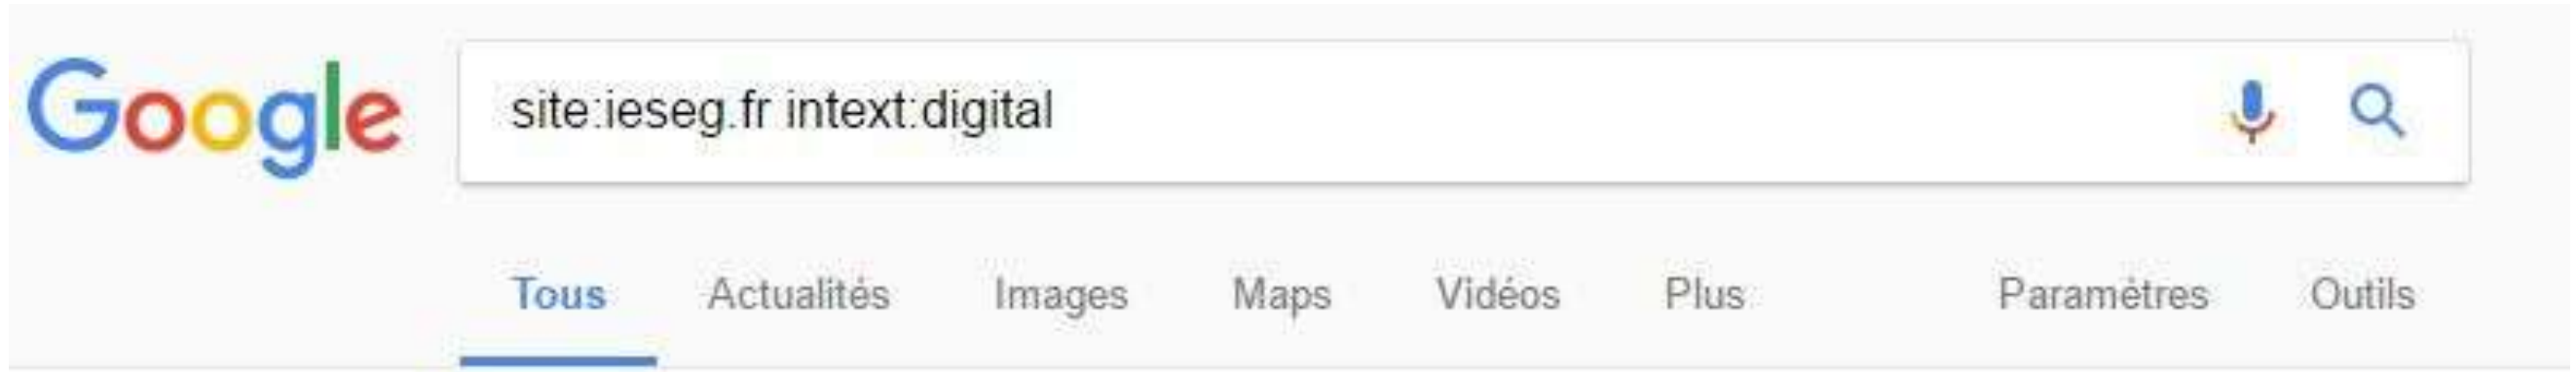 Google site:ieseg.fr intext:digital
Tous Actualités Images Maps Vidéos Plus Paramètres Outils